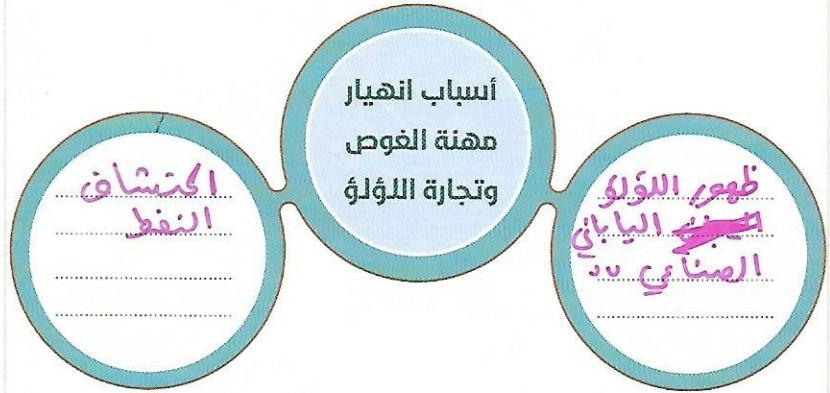 أسباب انهيار
مهنة الغوص
وتجارة اللؤلؤ
ظهور اللؤلؤ
الياباني
الصناعي
اكتشاف
النفط